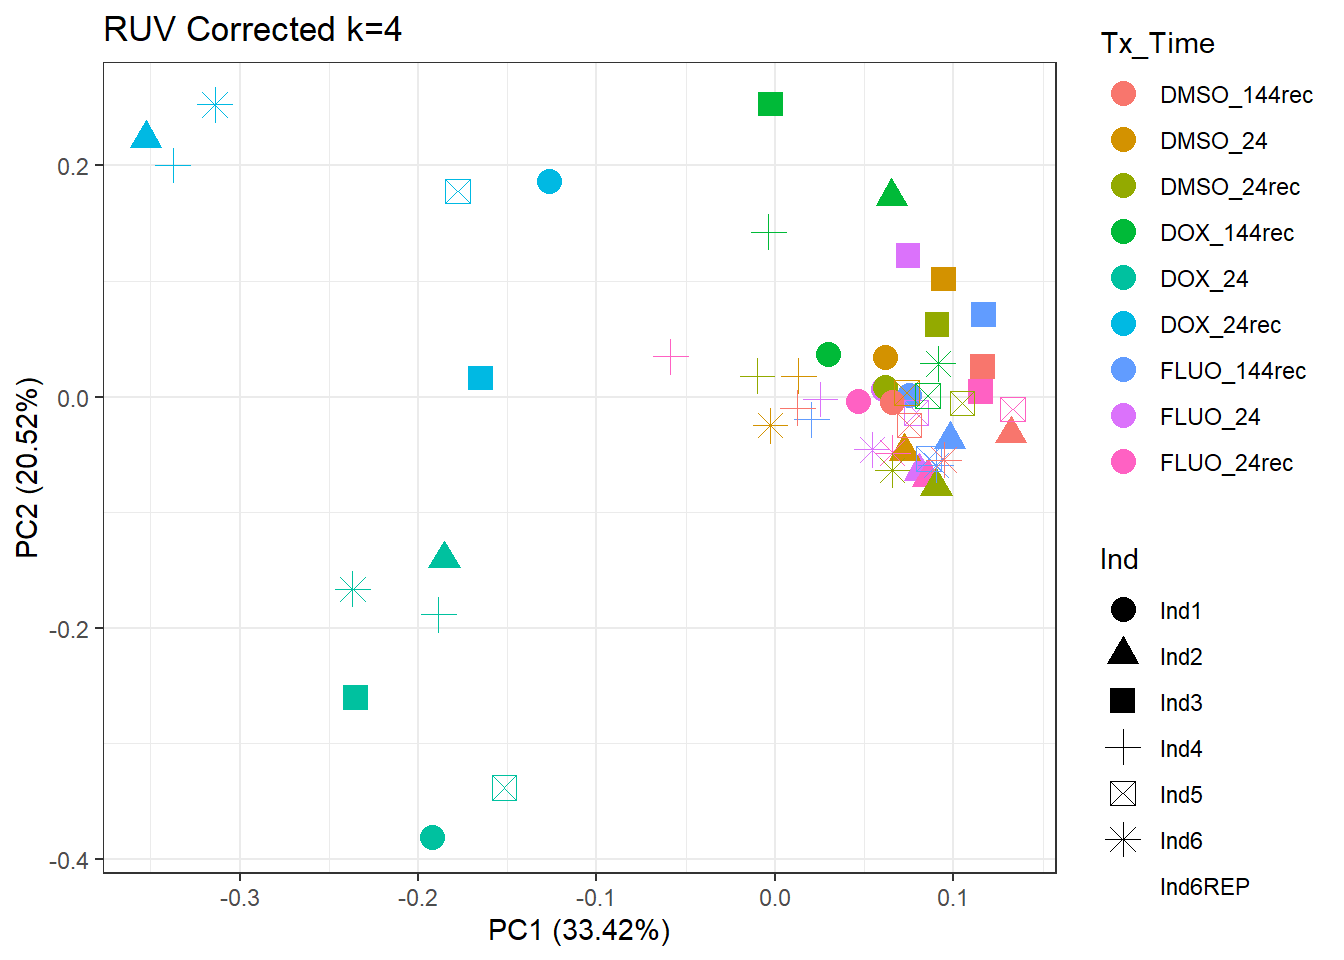 RUV Corrected k=4
0.2
0.0
-0.2
-0.4
PC2 (20.52%)
-0.3
-0.2
-0.1
0.0
0.1
PC1 (33.42%)
Tx_Time
DMSO_144rec
DMSO_24
DMSO_24rec
DOX_144rec
DOX_24
DOX_24rec
FLUO_144rec
FLUO_24
FLUO_24rec
Ind
Ind1
Ind2
Ind3
Ind4
Ind5
Ind6
Ind6REP